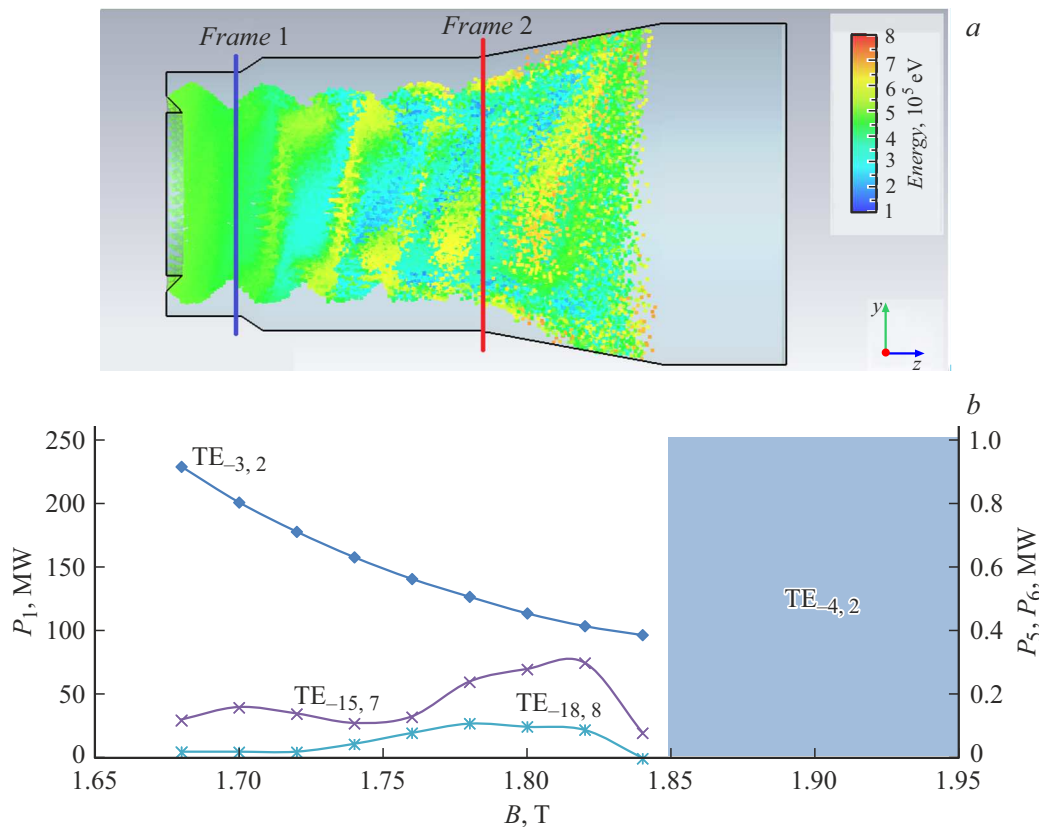 a
Frame 1
Frame 2
8
7
6
5
4
3
2
1
Energy, 10⁵ eV
y
z
b
250
200
150
100
50
0
P₁, MW
TE₋₃, ₂
TE₋₁₅, ₇
TE₋₁₈, ₈
TE₋₄, ₂
1.0
0.8
0.6
0.4
0.2
0
P₅, P₆, MW
1.65 1.70 1.75 1.80 1.85 1.90 1.95
B, T